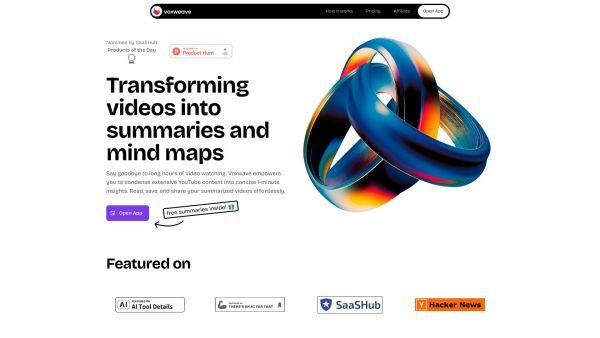 voxweave
How it works
Pricing
Affiliate
Open App
Nominee by SaaSHub
Products of the Day
FEATURED ON
Product Hunt
Transforming
videos into
summaries and
mind maps
Say goodbye to long hours of video watching. Voxwave empowers
you to condense extensive YouTube content into concise 1-minute
insights. Read, save, and share your summarized videos effortlessly.
Open App
free summaries inside!
Featured on
AI
FEATURED ON
AI Tool Details
FEATURED ON
THERE'S AN AI FOR THAT
SaaSHub
Y
Hacker News